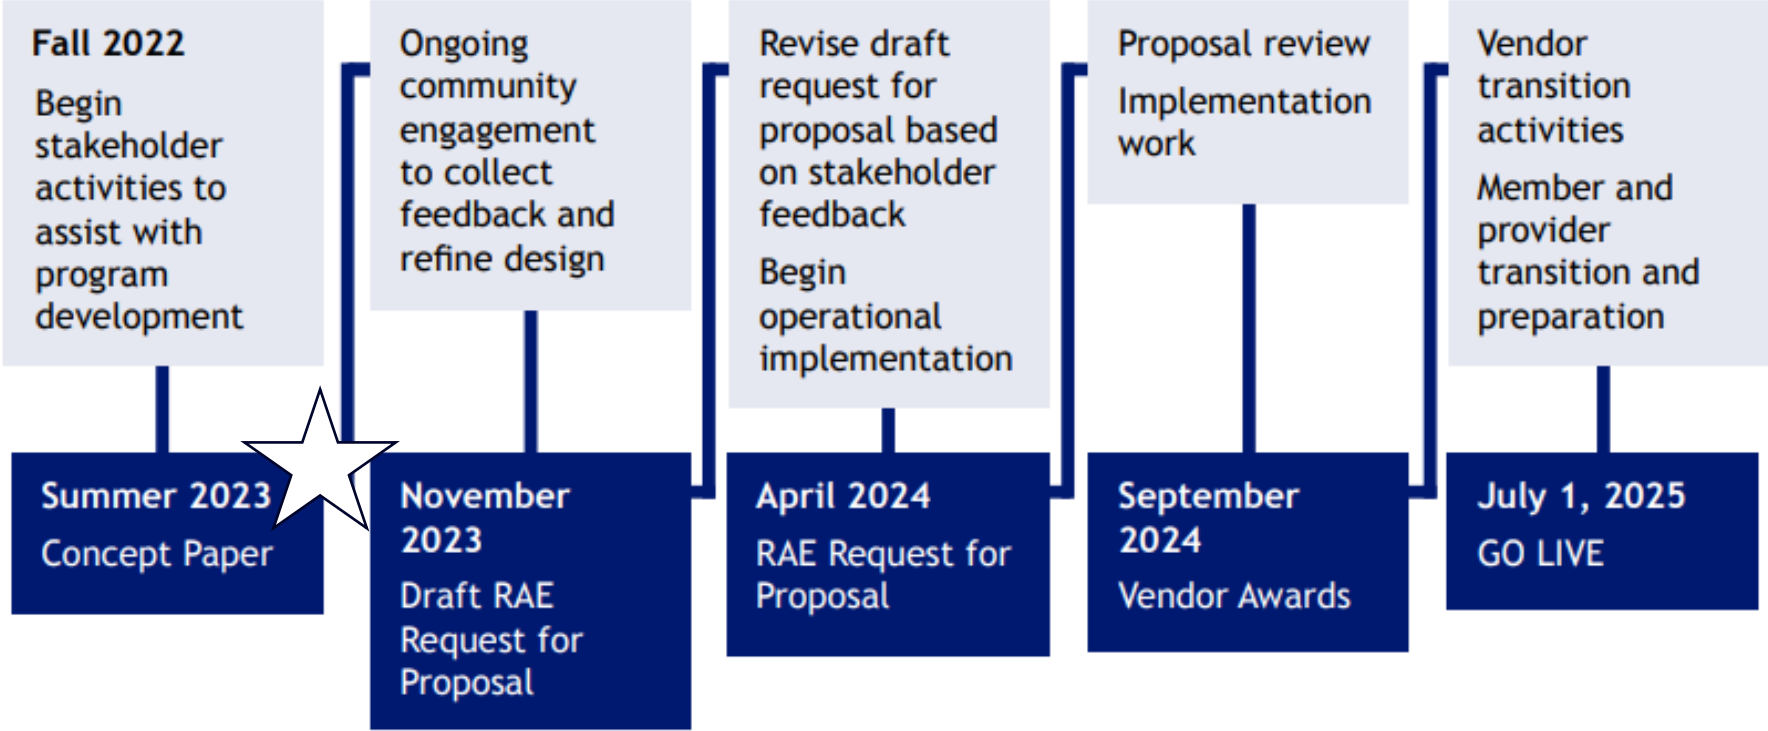 Fall 2022
Begin
stakeholder
activities to
assist with
program
development
Summer 2023
Concept Paper
Ongoing
community
engagement
to collect
feedback and
refine design
November
2023
Draft RAE
Request for
Proposal
Revise draft
request for
proposal based
on stakeholder
feedback
Begin
operational
implementation
April 2024
RAE Request for
Proposal
Proposal review
Implementation
work
September
2024
Vendor Awards
Vendor
transition
activities
Member and
provider
transition and
preparation
July 1, 2025
GO LIVE